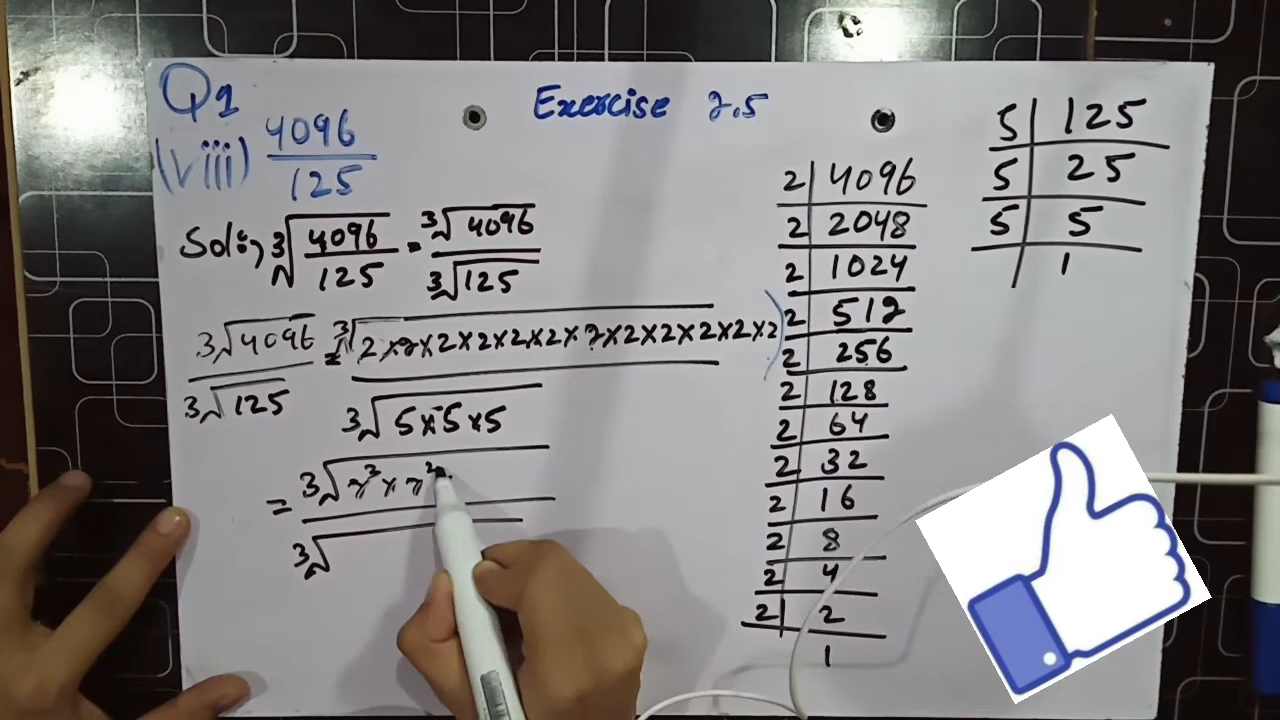 Q1
Exercise 2.5
(viii) 4096/125
Sol:, ∛(4096/125) = ∛4096/∛125
∛4096/∛125 = ∛(2×2×2×2×2×2×2×2×2×2×2×2)/∛(5×5×5)
= ∛(2³×2³
∛
2 | 4096
2 | 2048
2 | 1024
2 | 512
2 | 256
2 | 128
2 | 64
2 | 32
2 | 16
2 | 8
2 | 4
2 | 2
1
5 | 125
5 | 25
5 | 5
1